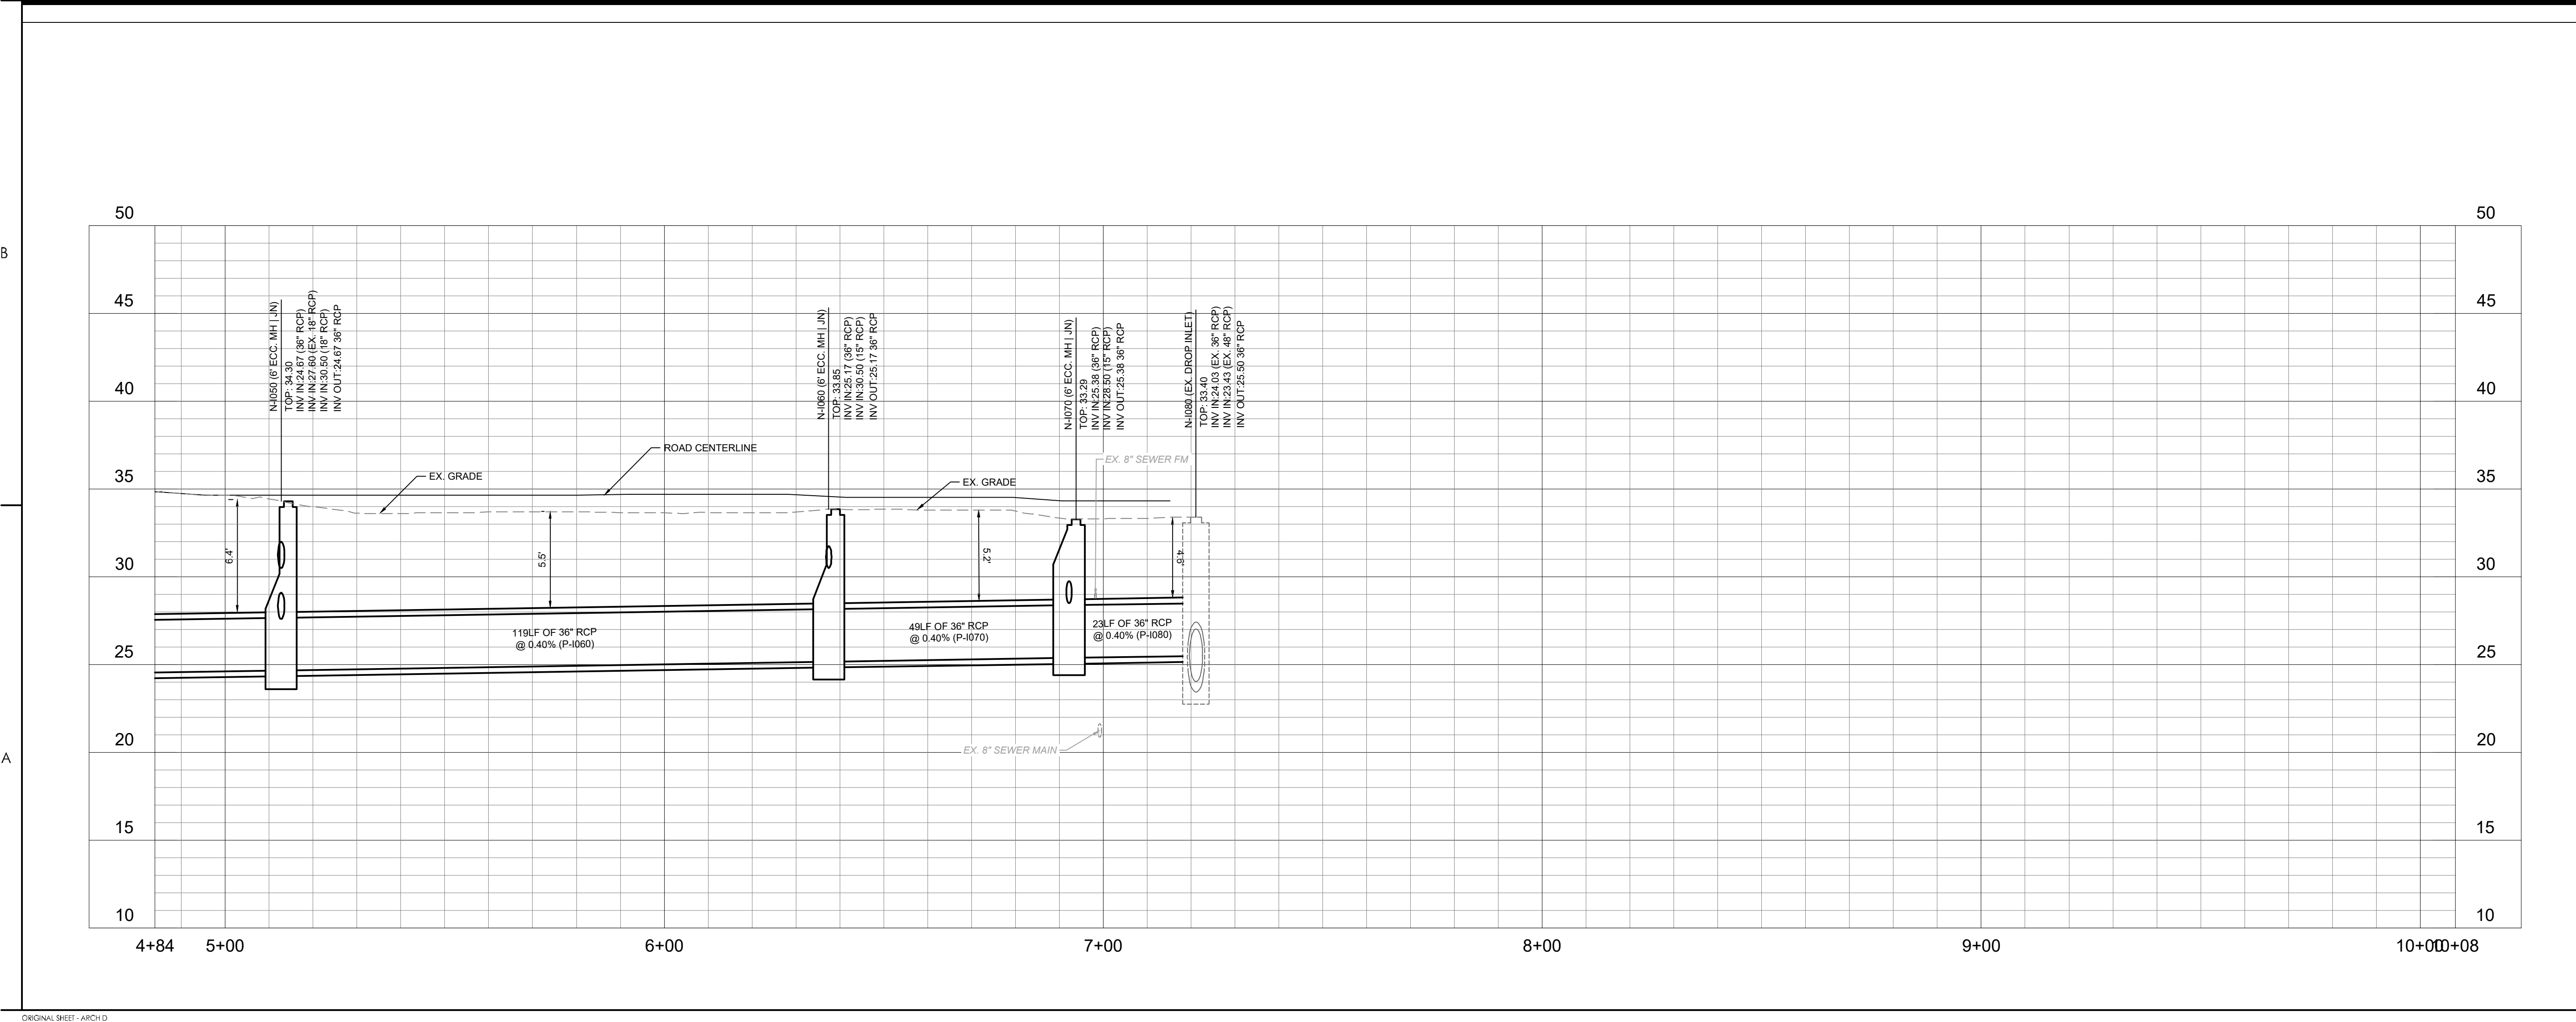 B
A
50
50
45
45
40
40
35
35
30
30
25
25
20
20
15
15
10
10
N-I050 (6' ECC. MH | JN)
TOP: 34.30
INV IN:24.67 (36" RCP)
INV IN:27.60 (EX. 18" RCP)
INV IN:30.50 (18" RCP)
INV OUT:24.67 36" RCP
N-I060 (6' ECC. MH | JN)
TOP: 33.85
INV IN:25.17 (36" RCP)
INV IN:30.50 (15" RCP)
INV OUT:25.17 36" RCP
N-I070 (6' ECC. MH | JN)
TOP: 33.29
INV IN:25.38 (36" RCP)
INV IN:28.50 (15" RCP)
INV OUT:25.38 36" RCP
N-I080 (EX. DROP INLET)
TOP: 33.40
INV IN:24.03 (EX. 36" RCP)
INV IN:23.43 (EX. 48" RCP)
INV OUT:25.50 36" RCP
ROAD CENTERLINE
EX. GRADE
EX. GRADE
EX. 8" SEWER FM
6.4'
5.5'
5.2'
4.6'
119LF OF 36" RCP
@ 0.40% (P-I060)
49LF OF 36" RCP
@ 0.40% (P-I070)
23LF OF 36" RCP
@ 0.40% (P-I080)
EX. 8" SEWER MAIN
4+84
5+00
6+00
7+00
8+00
9+00
10+00
10+08
ORIGINAL SHEET - ARCH D